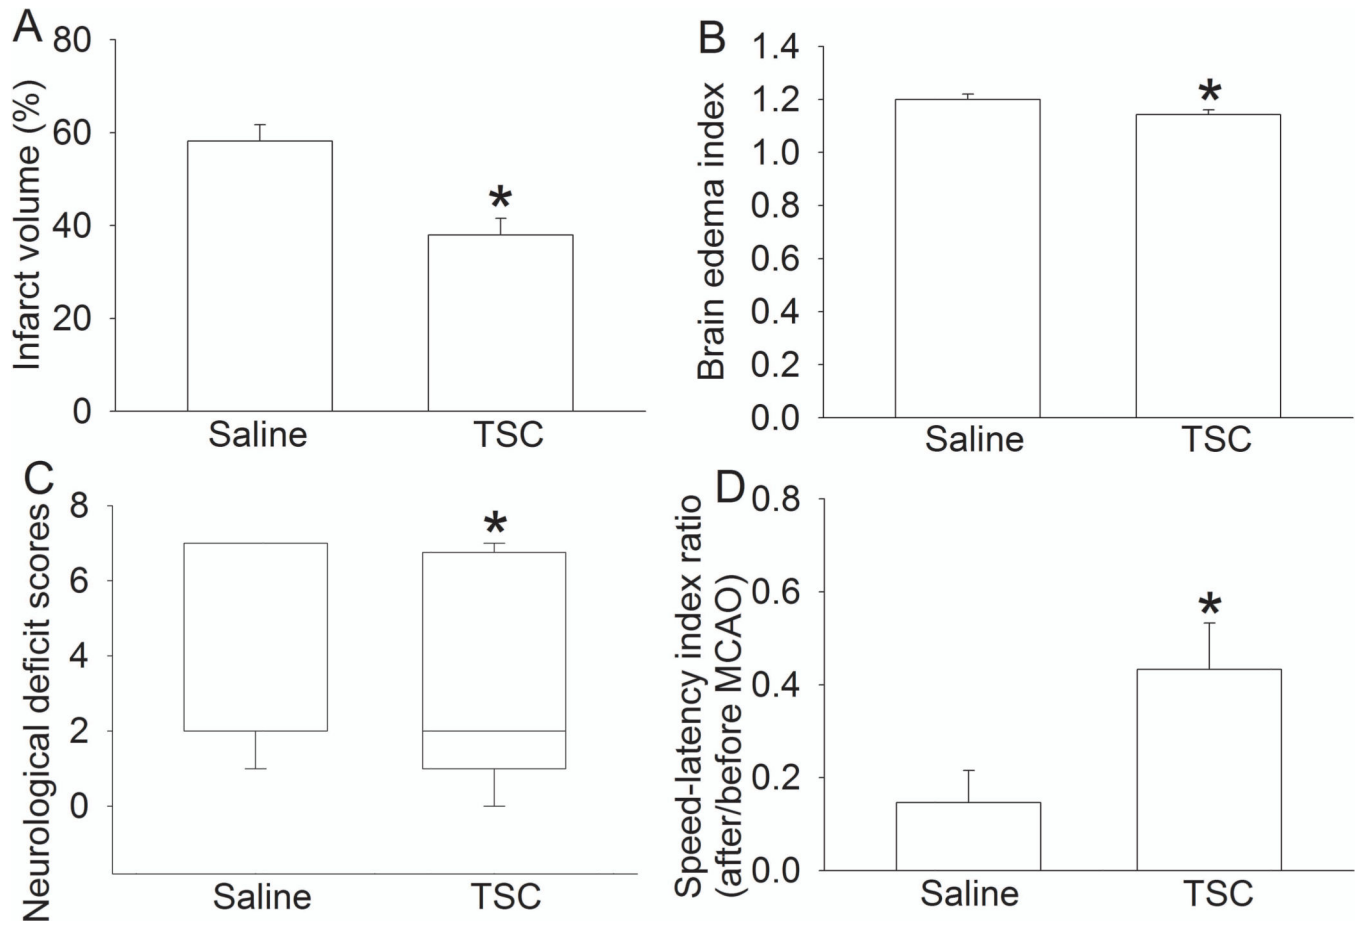 A
Infarct volume (%)
80
60
40
20
0
*
Saline TSC
B
Brain edema index
1.4
1.2
1.0
0.8
0.6
0.4
0.2
0.0
*
Saline TSC
C
Neurological deficit scores
8
6
4
2
0
*
Saline TSC
D
Speed-latency index ratio
(after/before MCAO)
0.8
0.6
0.4
0.2
0.0
*
Saline TSC